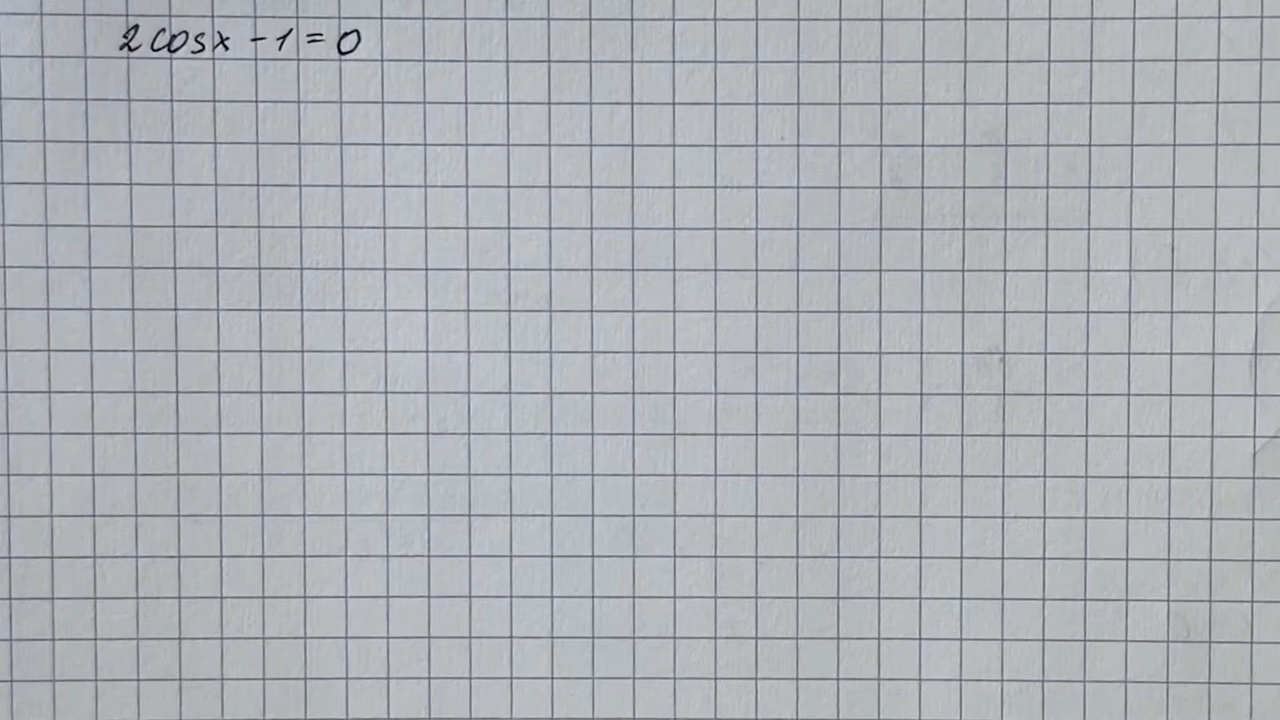 2cosx - 1 = 0